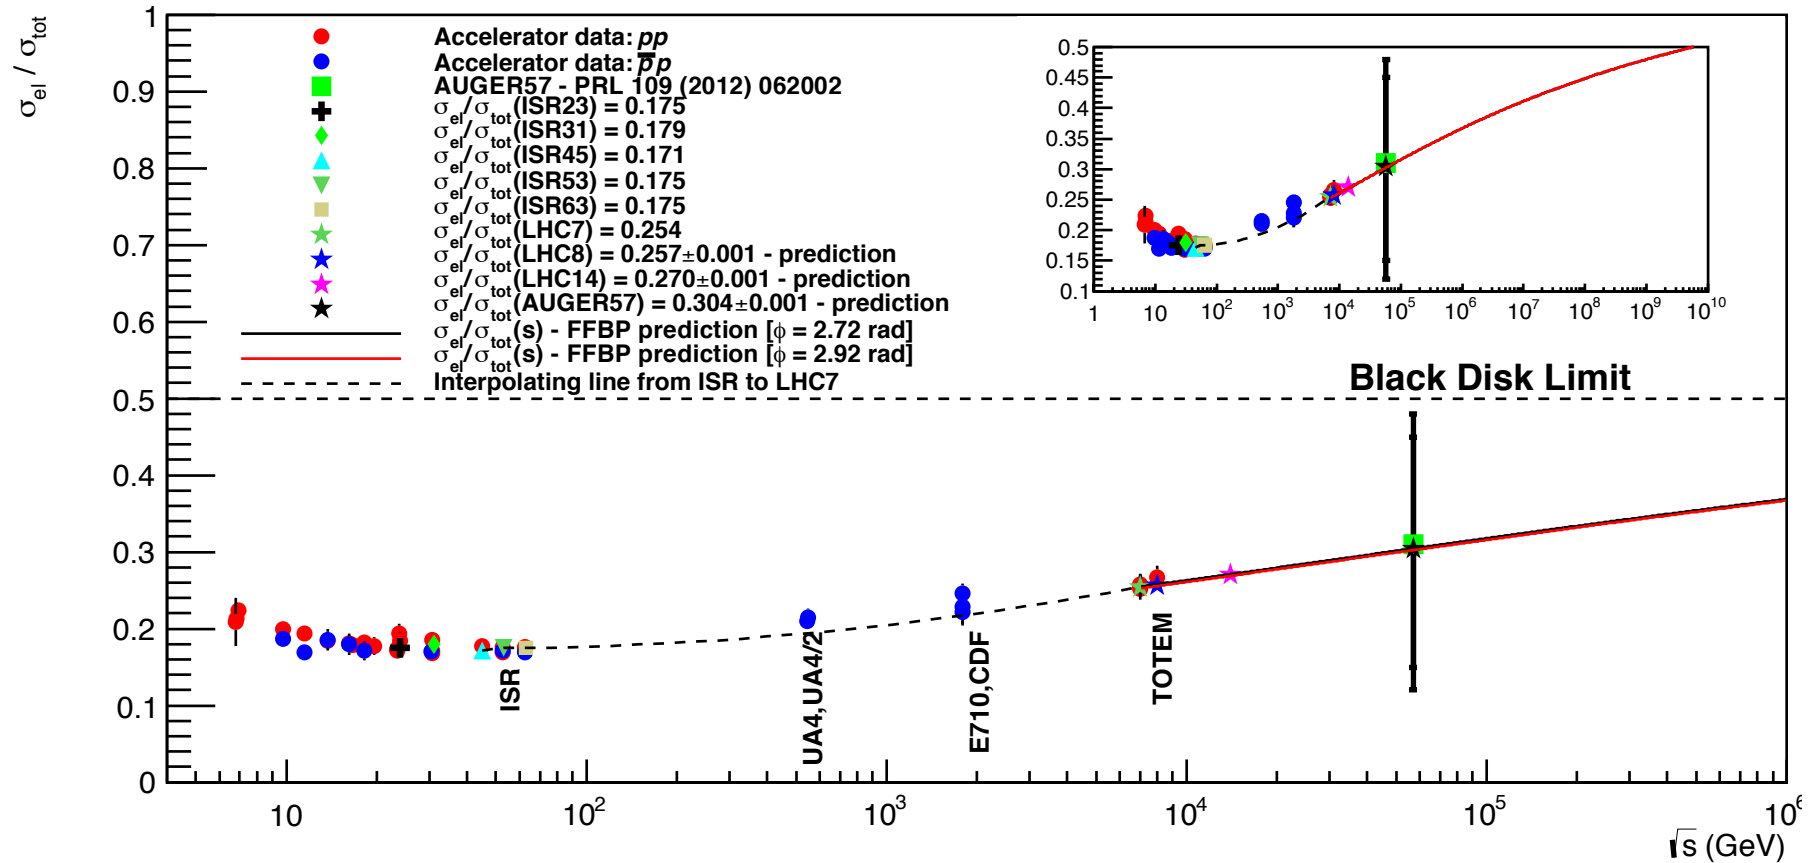 σel / σtot
1
0.9
0.8
0.7
0.6
0.5
0.4
0.3
0.2
0.1
0
Accelerator data: pp
Accelerator data: p̅p
AUGER57 - PRL 109 (2012) 062002
σel/σtot(ISR23) = 0.175
σel/σtot(ISR31) = 0.179
σel/σtot(ISR45) = 0.171
σel/σtot(ISR53) = 0.175
σel/σtot(ISR63) = 0.175
σel/σtot(LHC7) = 0.254
σel/σtot(LHC8) = 0.257±0.001 - prediction
σel/σtot(LHC14) = 0.270±0.001 - prediction
σel/σtot(AUGER57) = 0.304±0.001 - prediction
σel/σtot(s) - FFBP prediction [ϕ = 2.72 rad]
σel/σtot(s) - FFBP prediction [ϕ = 2.92 rad]
Interpolating line from ISR to LHC7
0.5
0.45
0.4
0.35
0.3
0.25
0.2
0.15
0.1
1 10 10² 10³ 10⁴ 10⁵ 10⁶ 10⁷ 10⁸ 10⁹ 10¹⁰
Black Disk Limit
ISR
UA4,UA4/2
E710,CDF
TOTEM
10 10² 10³ 10⁴ 10⁵ 10⁶
√s (GeV)